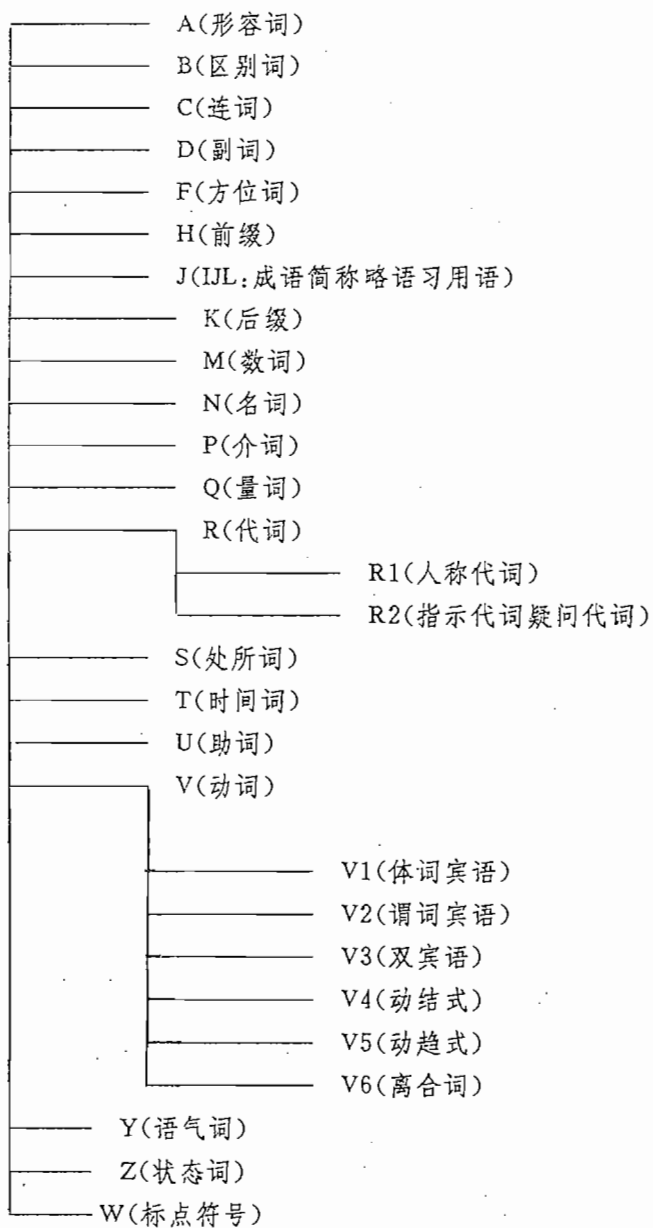 A(形容词)
B(区别词)
C(连词)
D(副词)
F(方位词)
H(前缀)
J(IJL:成语简称略语习用语)
K(后缀)
M(数词)
N(名词)
P(介词)
Q(量词)
R(代词)
R1(人称代词)
R2(指示代词疑问代词)
S(处所词)
T(时间词)
U(助词)
V(动词)
V1(体词宾语)
V2(谓词宾语)
V3(双宾语)
V4(动结式)
V5(动趋式)
V6(离合词)
Y(语气词)
Z(状态词)
W(标点符号)